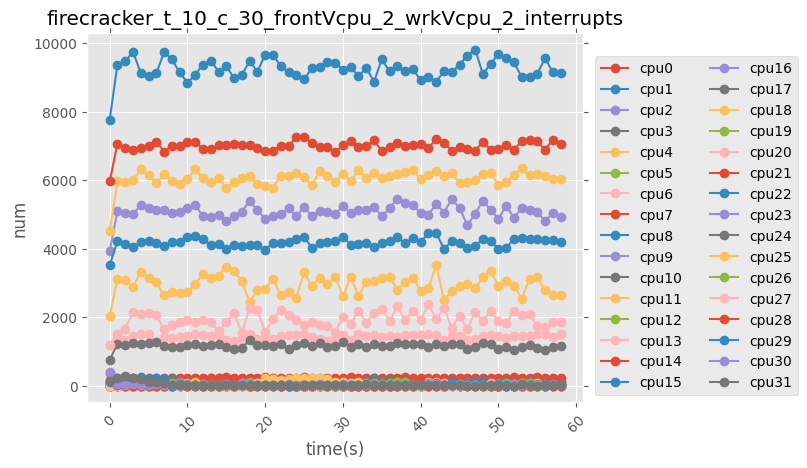 firecracker_t_10_c_30_frontVcpu_2_wrkVcpu_2_interrupts
10000
8000
6000
4000
2000
0
num
0
10
20
30
40
50
60
time(s)
cpu0
cpu1
cpu2
cpu3
cpu4
cpu5
cpu6
cpu7
cpu8
cpu9
cpu10
cpu11
cpu12
cpu13
cpu14
cpu15
cpu16
cpu17
cpu18
cpu19
cpu20
cpu21
cpu22
cpu23
cpu24
cpu25
cpu26
cpu27
cpu28
cpu29
cpu30
cpu31